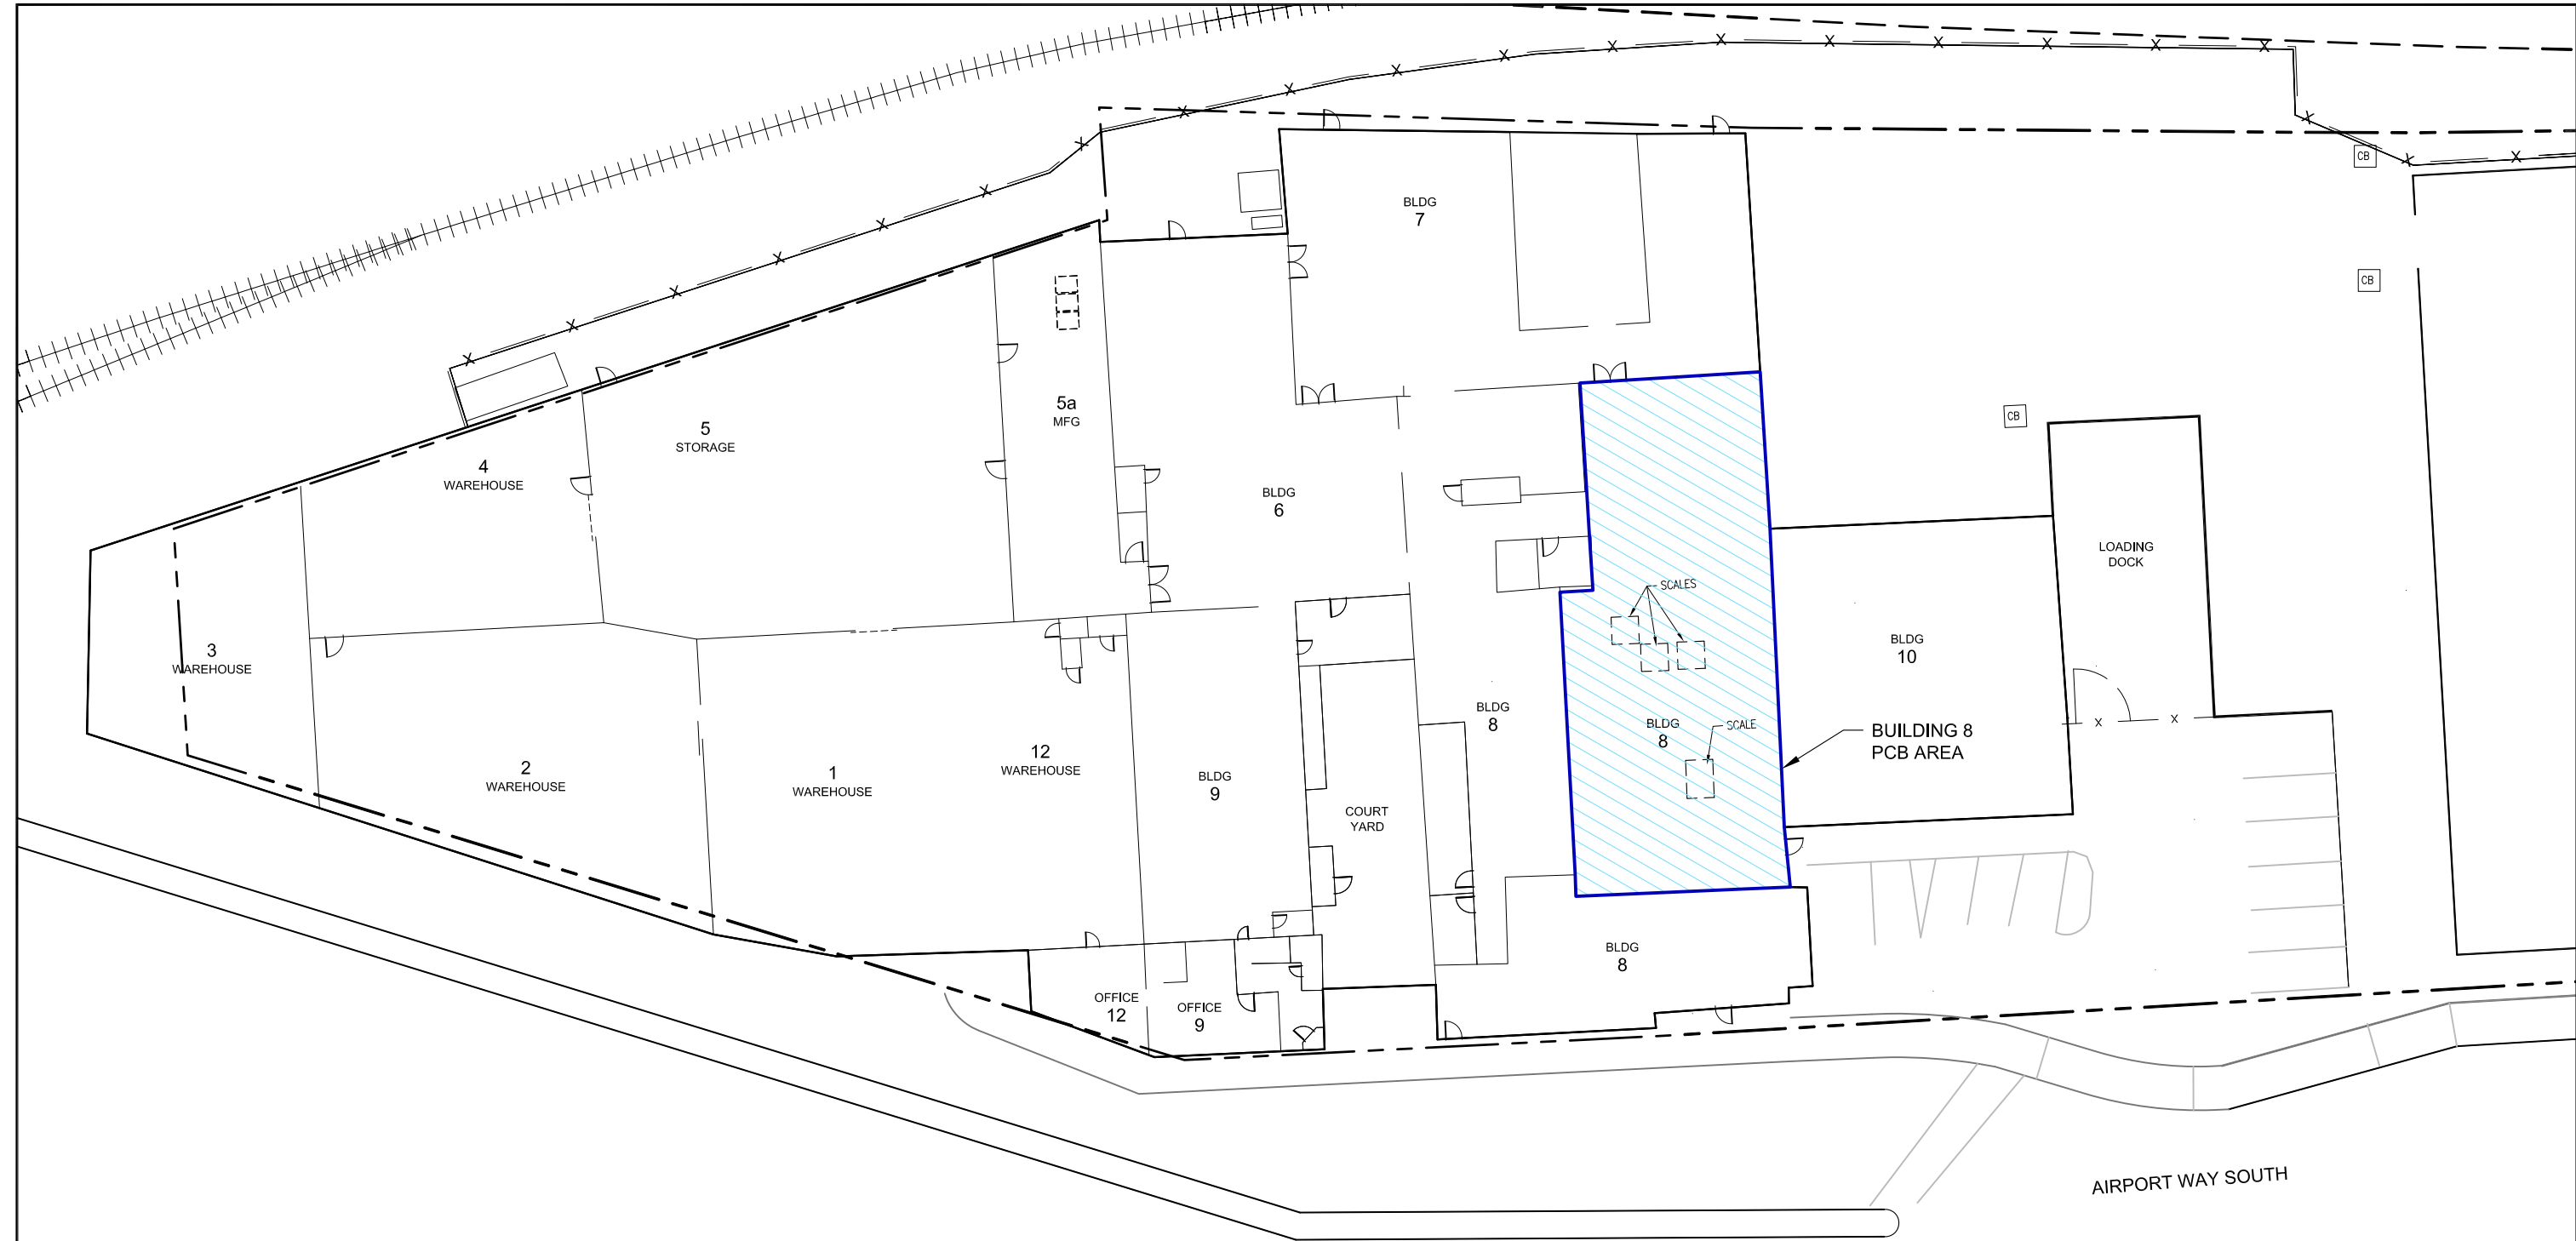 CB
BLDG
7
CB
5a
MFG
CB
5
STORAGE
4
WAREHOUSE
BLDG
6
LOADING
DOCK
SCALES
3
WAREHOUSE
BLDG
10
BLDG
8
BLDG
8
SCALE
BUILDING 8
PCB AREA
12
WAREHOUSE
2
WAREHOUSE
1
WAREHOUSE
BLDG
9
COURT
YARD
BLDG
8
OFFICE
12
OFFICE
9
AIRPORT WAY SOUTH